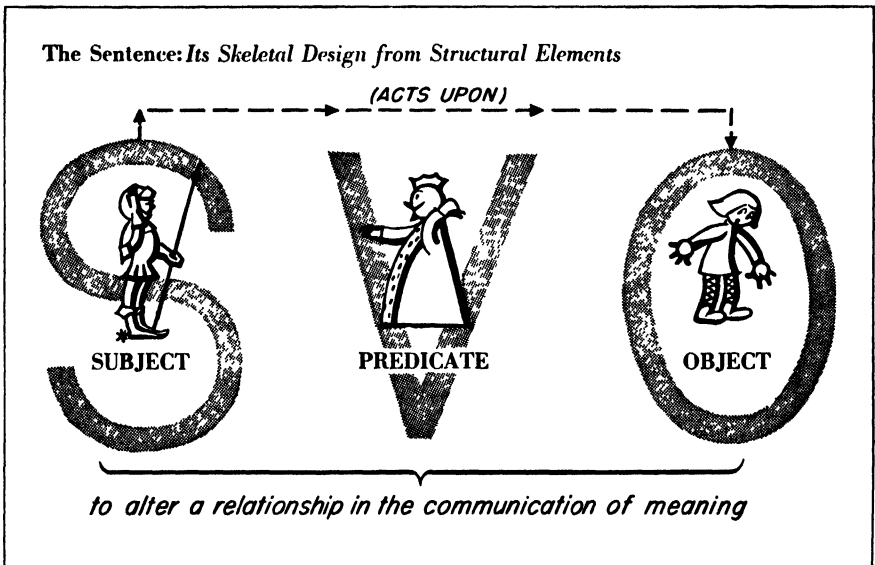 The Sentence: Its Skeletal Design from Structural Elements
(ACTS UPON)
S V O
SUBJECT PREDICATE OBJECT
to alter a relationship in the communication of meaning